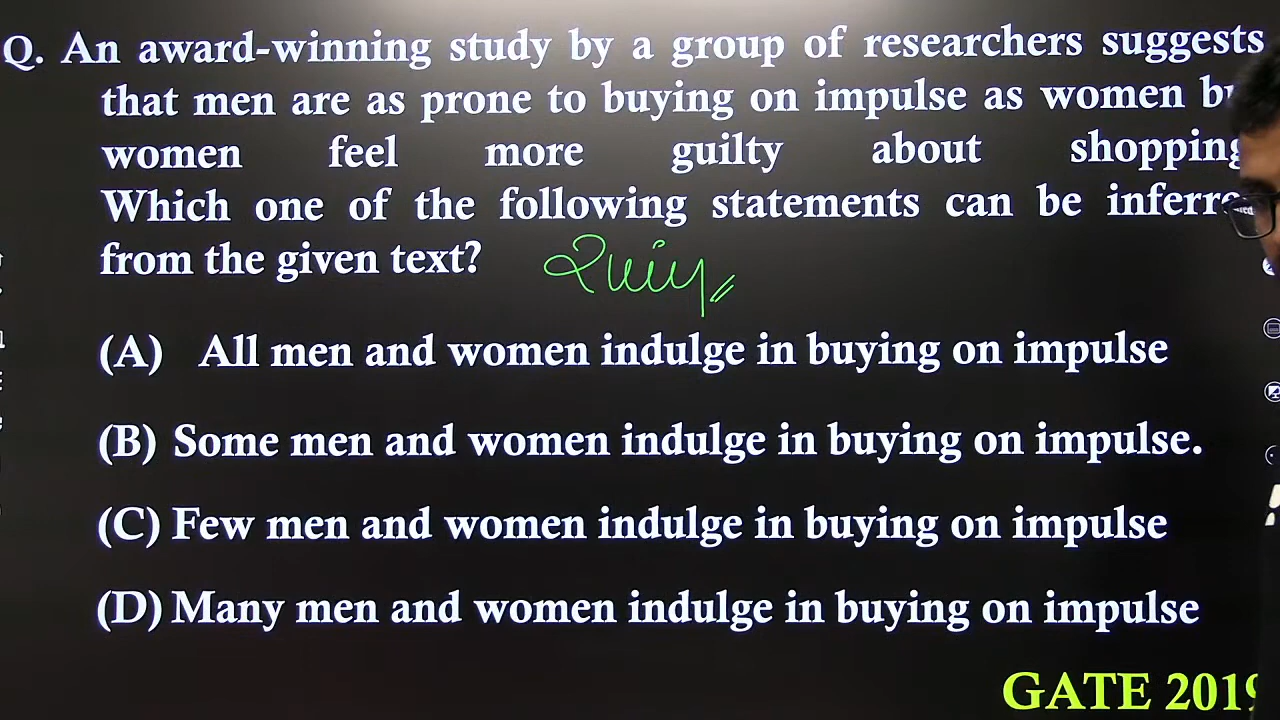 Q. An award-winning study by a group of researchers suggests
that men are as prone to buying on impulse as women
women feel more guilty about shopping
Which one of the following statements can be
from the given text?
(A) All men and women indulge in buying on impulse
(B) Some men and women indulge in buying on impulse.
(C) Few men and women indulge in buying on impulse
(D) Many men and women indulge in buying on impulse
GATE 2019